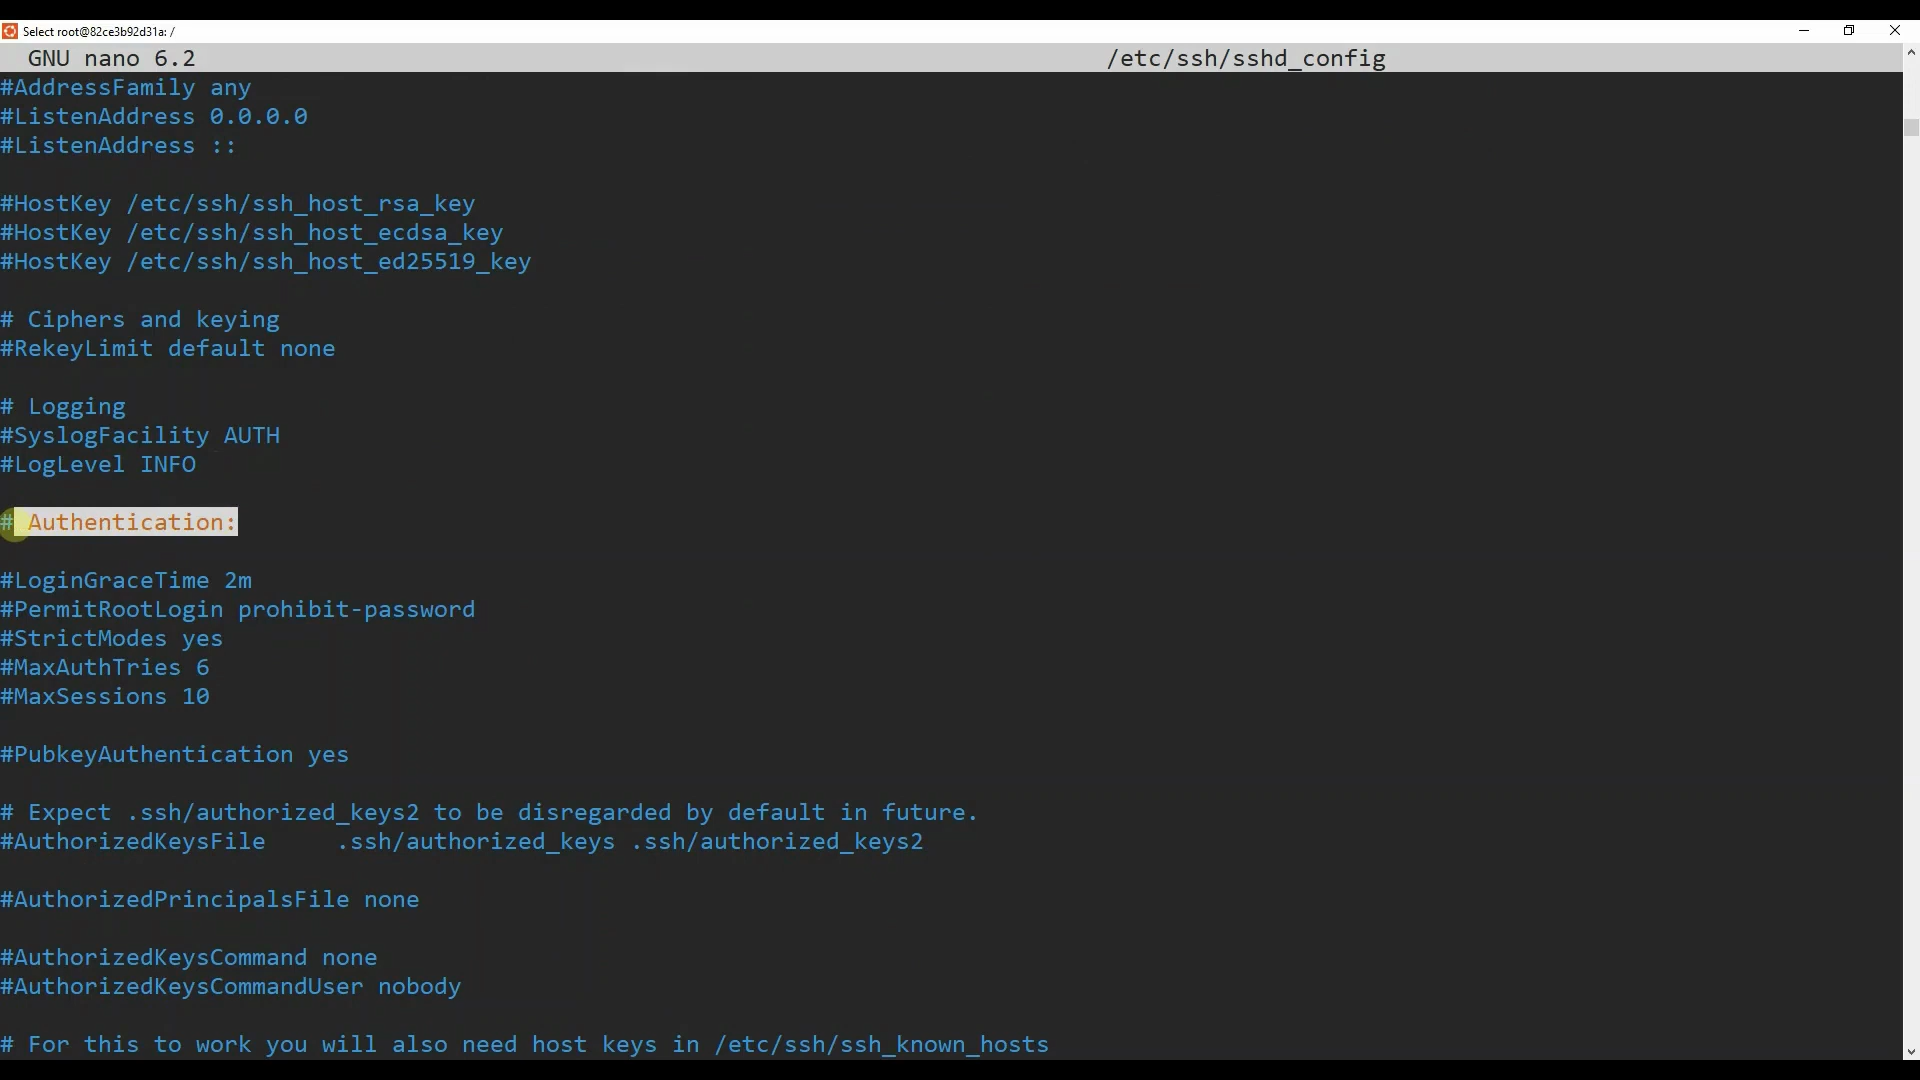 Select root@82ce3b92d31a: /
GNU nano 6.2 /etc/ssh/sshd_config
#AddressFamily any
#ListenAddress 0.0.0.0
#ListenAddress ::
#HostKey /etc/ssh/ssh_host_rsa_key
#HostKey /etc/ssh/ssh_host_ecdsa_key
#HostKey /etc/ssh/ssh_host_ed25519_key
# Ciphers and keying
#RekeyLimit default none
# Logging
#SyslogFacility AUTH
#LogLevel INFO
# Authentication:
#LoginGraceTime 2m
#PermitRootLogin prohibit-password
#StrictModes yes
#MaxAuthTries 6
#MaxSessions 10
#PubkeyAuthentication yes
# Expect .ssh/authorized_keys2 to be disregarded by default in future.
#AuthorizedKeysFile .ssh/authorized_keys .ssh/authorized_keys2
#AuthorizedPrincipalsFile none
#AuthorizedKeysCommand none
#AuthorizedKeysCommandUser nobody
# For this to work you will also need host keys in /etc/ssh/ssh_known_hosts